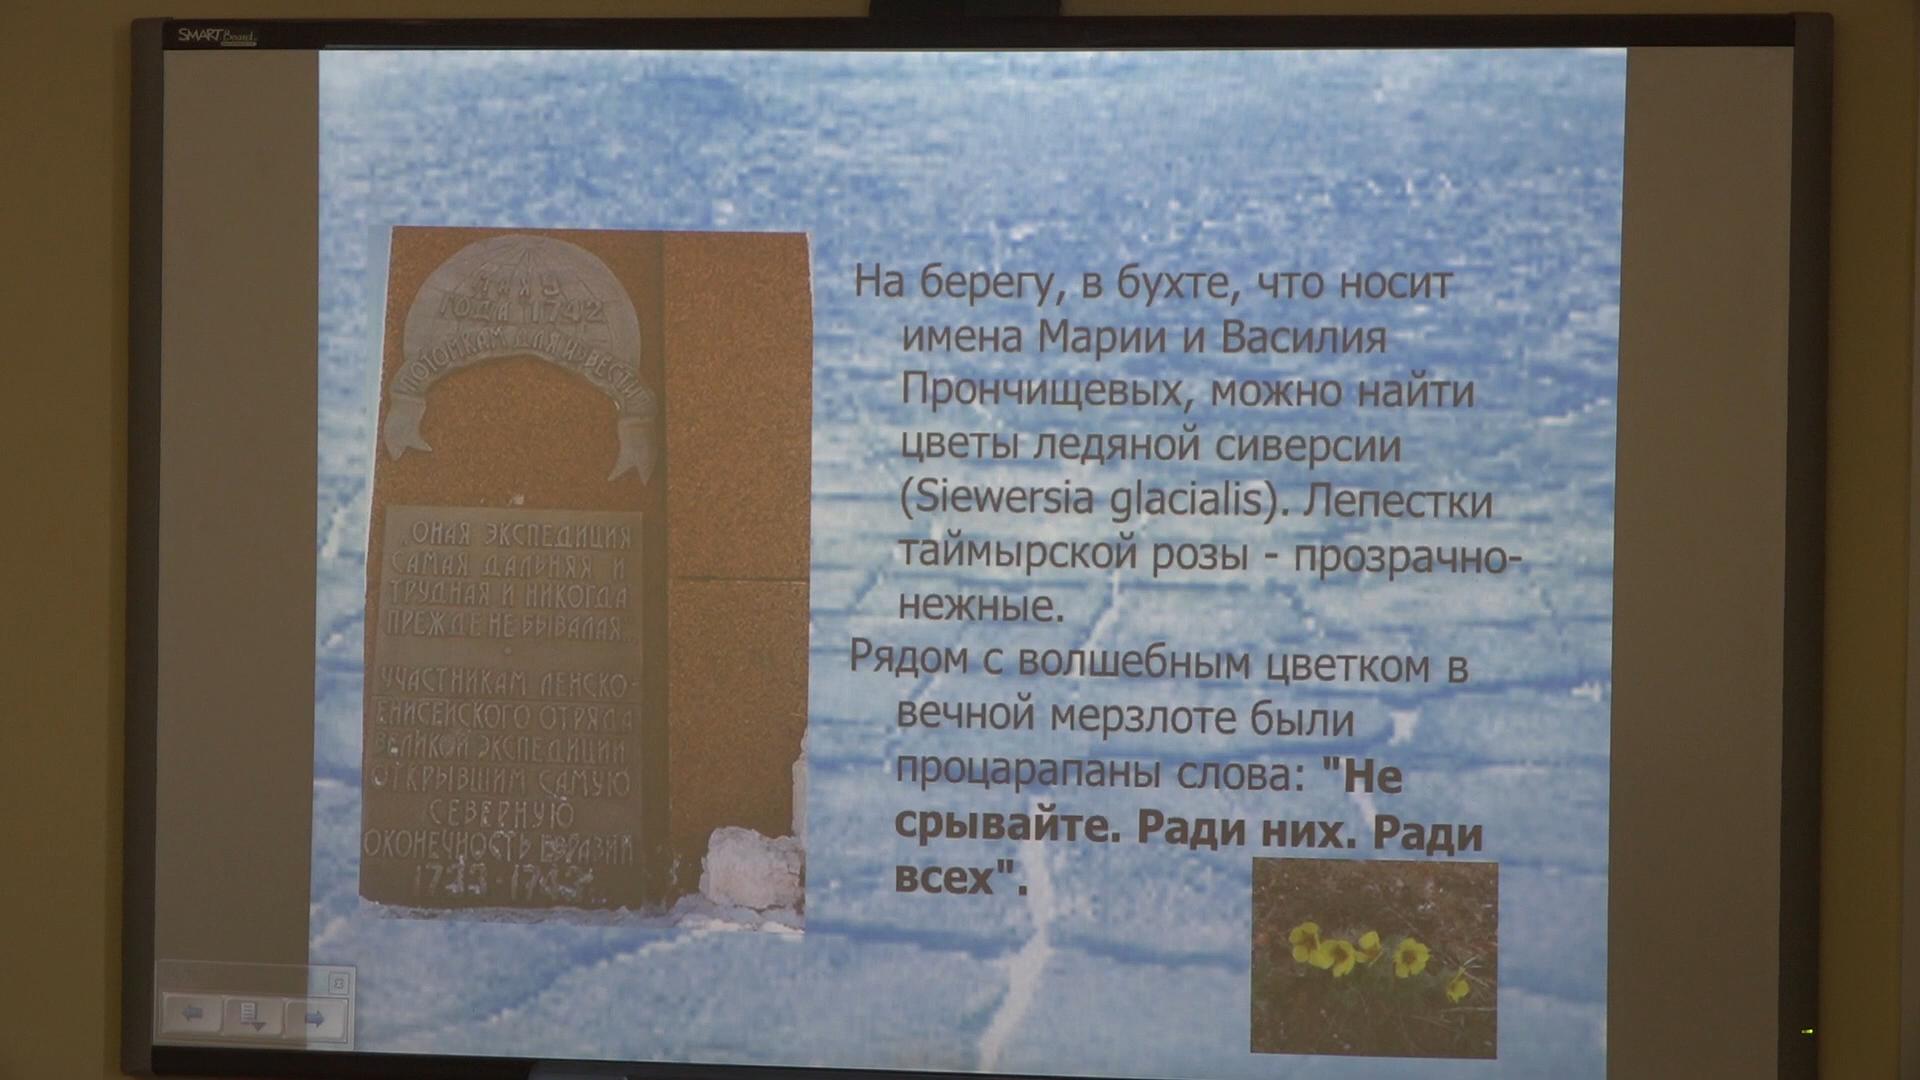 SMART Board
ГОДА 1742
ПОТОМКАМ ДЛЯ ИЗВЕСТИ
ОНАЯ ЭКСПЕДИЦИЯ
САМАЯ ДАЛЬНЯЯ И
ТРУДНАЯ И НИКОГДА
ПРЕЖДЕ НЕ БЫВАЛАЯ...
УЧАСТНИКАМ ЛЕНСКО-
ЕНИСЕЙСКОГО ОТРЯДА
ВЕЛИКОЙ ЭКСПЕДИЦИИ
ОТКРЫВШИМ САМУЮ
СЕВЕРНУЮ
ОКОНЕЧНОСТЬ ЕВРАЗИИ
На берегу, в бухте, что носит
имена Марии и Василия
Прончищевых, можно найти
цветы ледяной сиверсии
(Siewersia glacialis). Лепестки
таймырской розы - прозрачно-
нежные.
Рядом с волшебным цветком в
вечной мерзлоте были
процарапаны слова: "Не
срывайте. Ради них. Ради
всех".